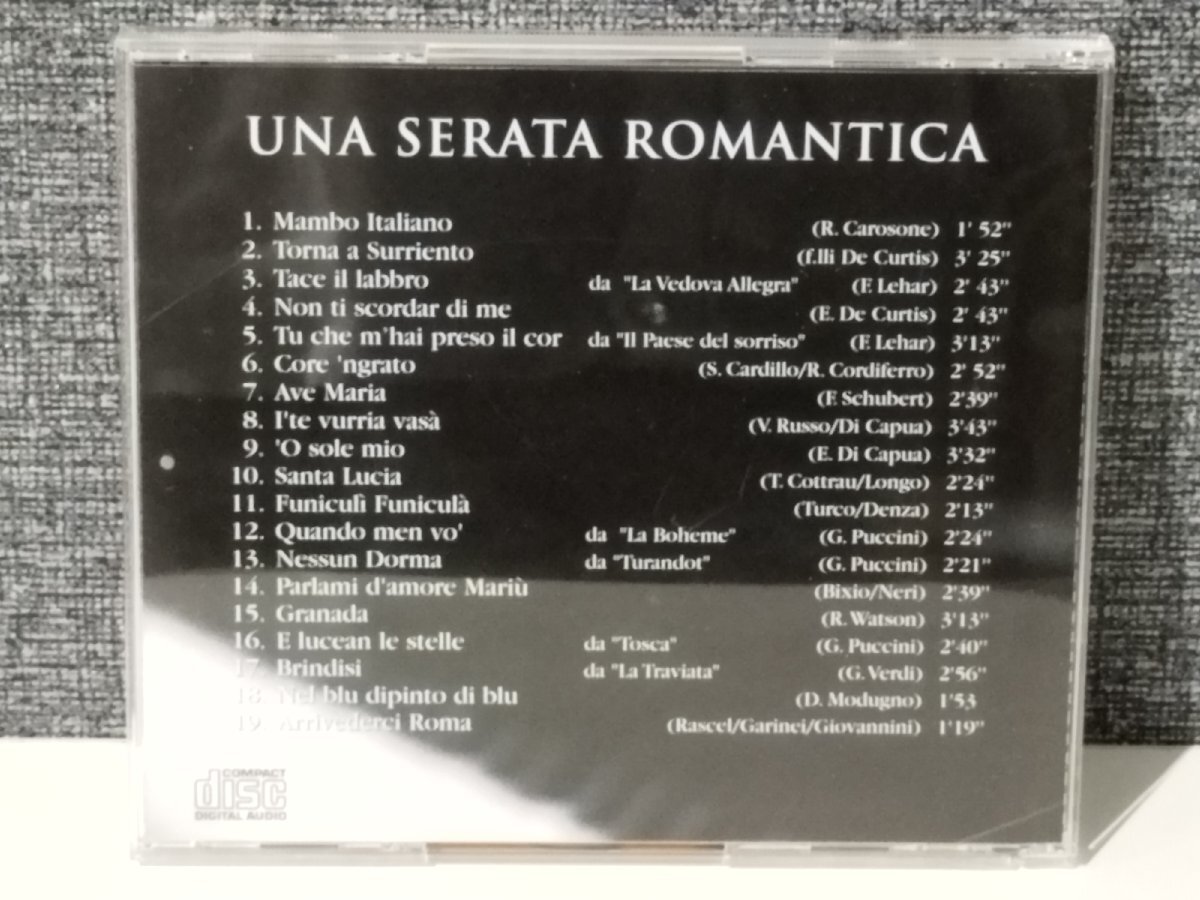 UNA SERATA ROMANTICA
1. Mambo Italiano (R. Carosone) 1' 52"
2. Torna a Surriento (f.lli De Curtis) 3' 25"
3. Tace il labbro da "La Vedova Allegra" (F. Lehar) 2' 43"
4. Non ti scordar di me (E. De Curtis) 2' 43"
5. Tu che m'hai preso il cor da "Il Paese del sorriso" (F. Lehar) 3'13"
6. Core 'ngrato (S. Cardillo/R. Cordiferro) 2' 52"
7. Ave Maria (F. Schubert) 2'39"
8. I'te vurria vasà (V. Russo/Di Capua) 3'43"
9. 'O sole mio (E. Di Capua) 3'32"
10. Santa Lucia (T. Cottrau/Longo) 2'24"
11. Funiculì Funiculà (Turco/Denza) 2'13"
12. Quando men vo' da "La Boheme" (G. Puccini) 2'24"
13. Nessun Dorma da "Turandot" (G. Puccini) 2'21"
14. Parlami d'amore Mariù (Bixio/Neri) 2'39"
15. Granada (R. Watson) 3'13"
16. E lucean le stelle da "Tosca" (G. Puccini) 2'40"
17. Brindisi da "La Traviata" (G. Verdi) 2'56"
18. Nel blu dipinto di blu (D. Modugno) 1'53
19. Arrivederci Roma (Rascel/Garinei/Giovannini) 1'19"
COMPACT
disc
DIGITAL AUDIO